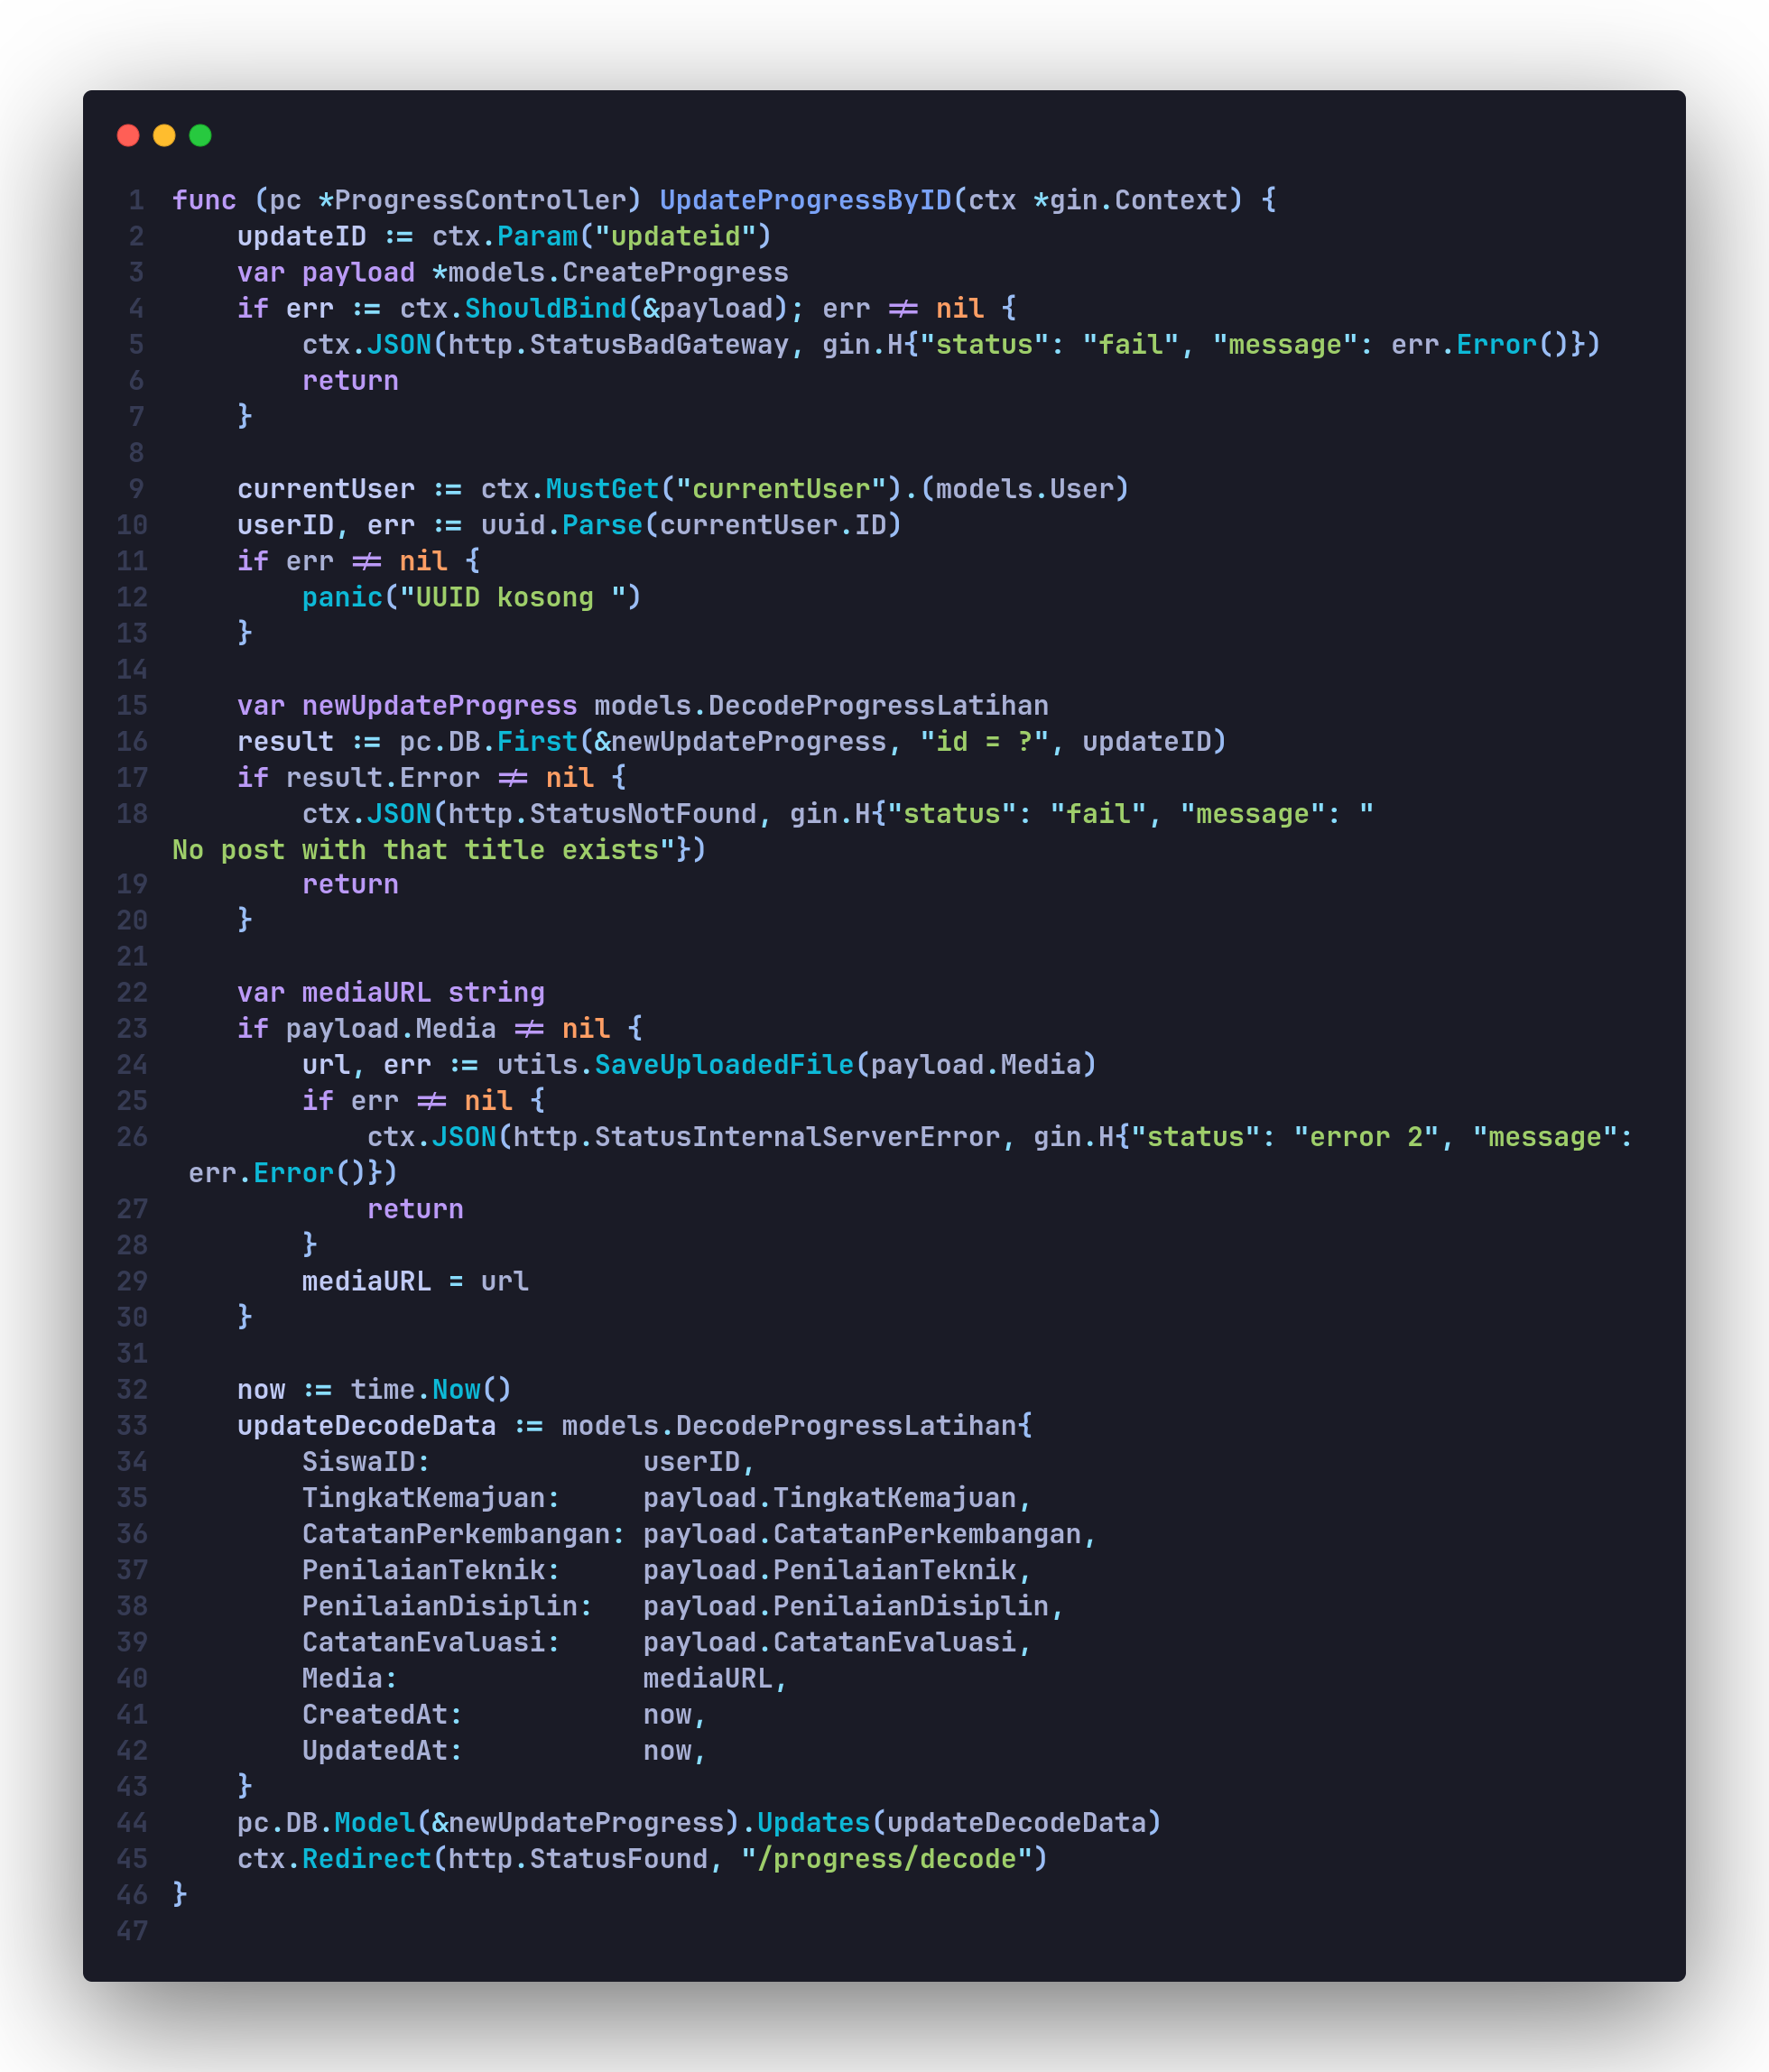 1 func (pc *ProgressController) UpdateProgressByID(ctx *gin.Context) {
2     updateID := ctx.Param("updateid")
3     var payload *models.CreateProgress
4     if err := ctx.ShouldBind(&payload); err != nil {
5         ctx.JSON(http.StatusBadGateway, gin.H{"status": "fail", "message": err.Error()})
6         return
7     }
8
9     currentUser := ctx.MustGet("currentUser").(models.User)
10     userID, err := uuid.Parse(currentUser.ID)
11     if err != nil {
12         panic("UUID kosong ")
13     }
14
15     var newUpdateProgress models.DecodeProgressLatihan
16     result := pc.DB.First(&newUpdateProgress, "id = ?", updateID)
17     if result.Error != nil {
18         ctx.JSON(http.StatusNotFound, gin.H{"status": "fail", "message": "
No post with that title exists"})
19         return
20     }
21
22     var mediaURL string
23     if payload.Media != nil {
24         url, err := utils.SaveUploadedFile(payload.Media)
25         if err != nil {
26             ctx.JSON(http.StatusInternalServerError, gin.H{"status": "error 2", "message":
 err.Error()})
27             return
28         }
29         mediaURL = url
30     }
31
32     now := time.Now()
33     updateDecodeData := models.DecodeProgressLatihan{
34         SiswaID:             userID,
35         TingkatKemajuan:     payload.TingkatKemajuan,
36         CatatanPerkembangan: payload.CatatanPerkembangan,
37         PenilaianTeknik:     payload.PenilaianTeknik,
38         PenilaianDisiplin:   payload.PenilaianDisiplin,
39         CatatanEvaluasi:     payload.CatatanEvaluasi,
40         Media:               mediaURL,
41         CreatedAt:           now,
42         UpdatedAt:           now,
43     }
44     pc.DB.Model(&newUpdateProgress).Updates(updateDecodeData)
45     ctx.Redirect(http.StatusFound, "/progress/decode")
46 }
47